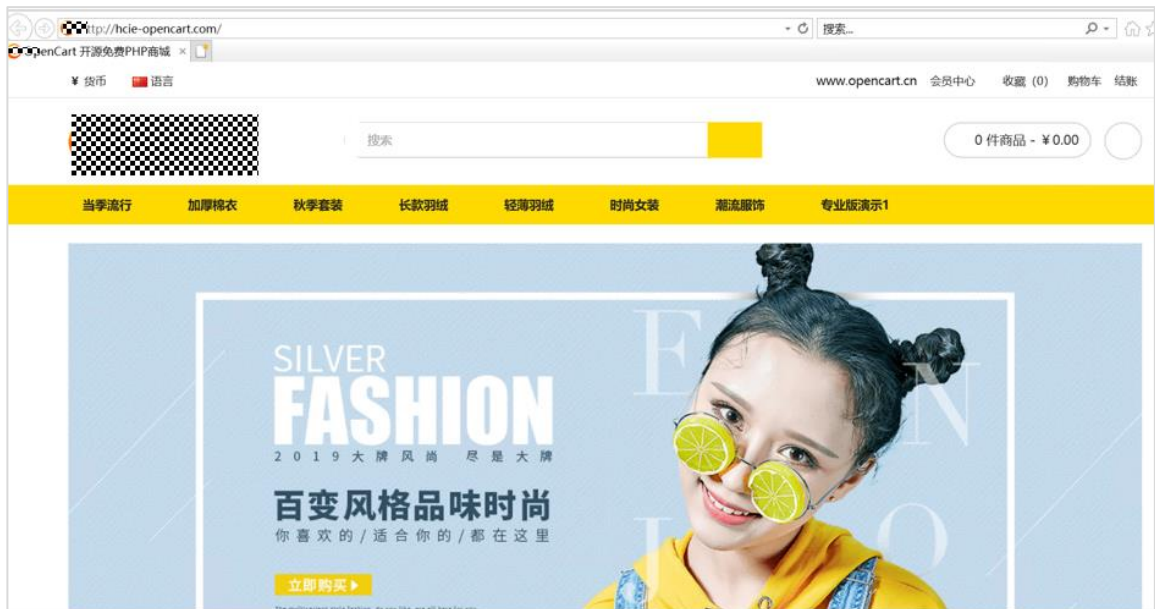 ttp://hcie-opencart.com/
搜索...
enCart 开源免费PHP商城
¥ 货币
语言
www.opencart.cn 会员中心 收藏 (0) 购物车 结账
搜索
0 件商品 - ¥0.00
当季流行 加厚棉衣 秋季套装 长款羽绒 轻薄羽绒 时尚女装 潮流服饰 专业版演示1
SILVER
FASHION
2019大牌风尚 尽是大牌
百变风格品味时尚
你喜欢的/适合你的/都在这里
立即购买